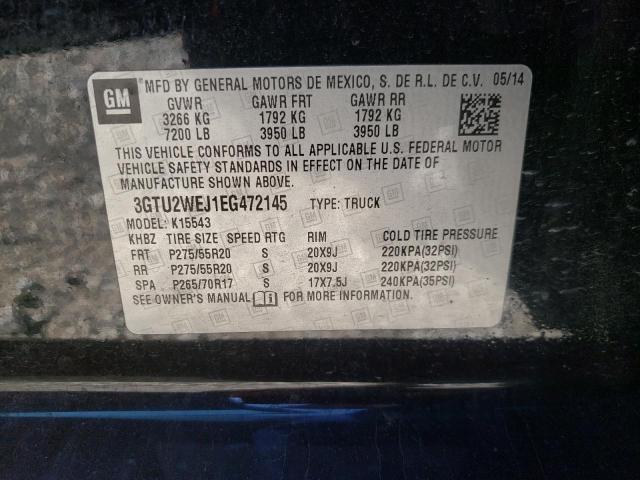 GM
MFD BY GENERAL MOTORS DE MEXICO, S. DE R.L. DE C.V. 05/14
GVWR GAWR FRT GAWR RR
3266 KG 1792 KG 1792 KG
7200 LB 3950 LB 3950 LB
THIS VEHICLE CONFORMS TO ALL APPLICABLE U.S. FEDERAL MOTOR
VEHICLE SAFETY STANDARDS IN EFFECT ON THE DATE OF
MANUFACTURE SHOWN ABOVE.
3GTU2WEJ1EG472145 TYPE: TRUCK
MODEL: K15543
KHBZ TIRE SIZE SPEED RTG RIM COLD TIRE PRESSURE
FRT P275/55R20 S 20X9J 220KPA(32PSI)
RR P275/55R20 S 20X9J 220KPA(32PSI)
SPA P265/70R17 S 17X7.5J 240KPA(35PSI)
SEE OWNER'S MANUAL FOR MORE INFORMATION.